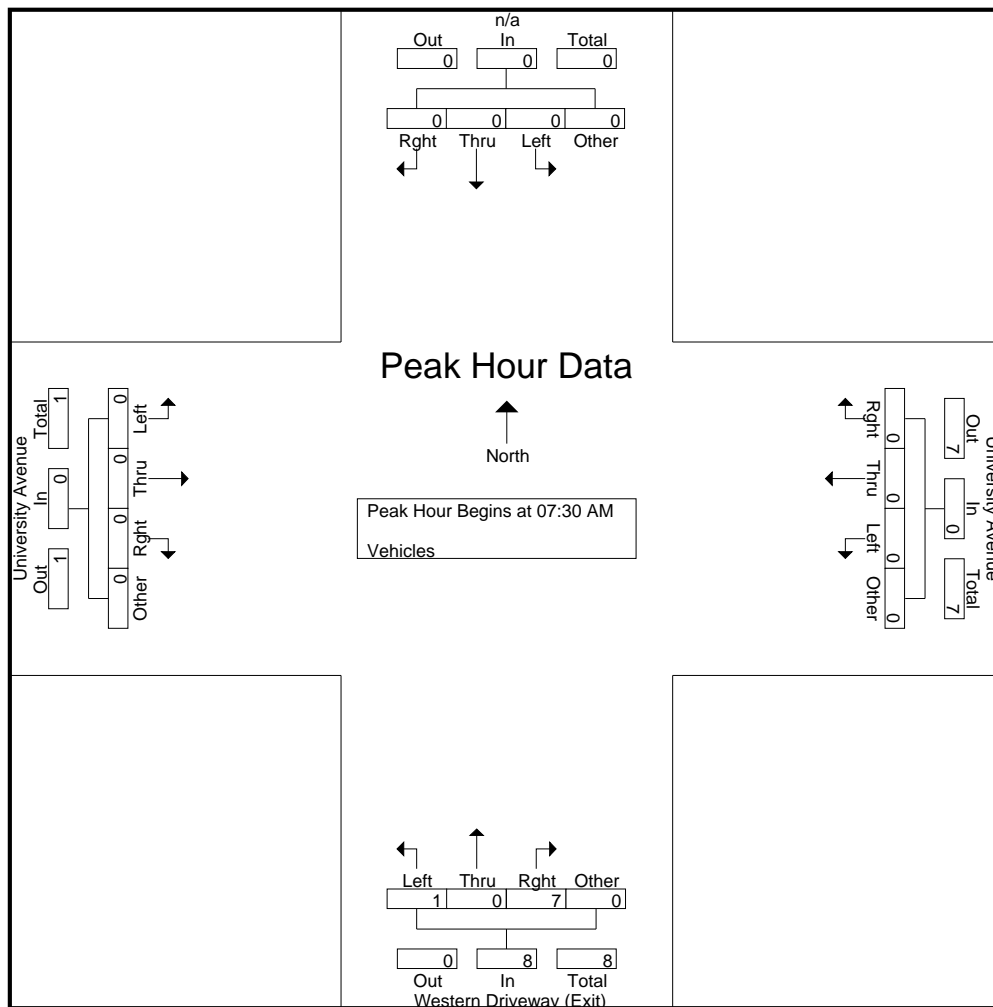 n/a
Out In Total
0 0 0
0 0 0 0
Rght Thru Left Other
Peak Hour Data
North
Peak Hour Begins at 07:30 AM
Vehicles
University Avenue
Out In Total
1 0 1
0 0 0 0
Left Thru Rght Other
University Avenue
Out In Total
7 0 7
0 0 0 0
Rght Thru Left Other
Left Thru Rght Other
1 0 7 0
0 8 8
Out In Total
Western Driveway (Exit)